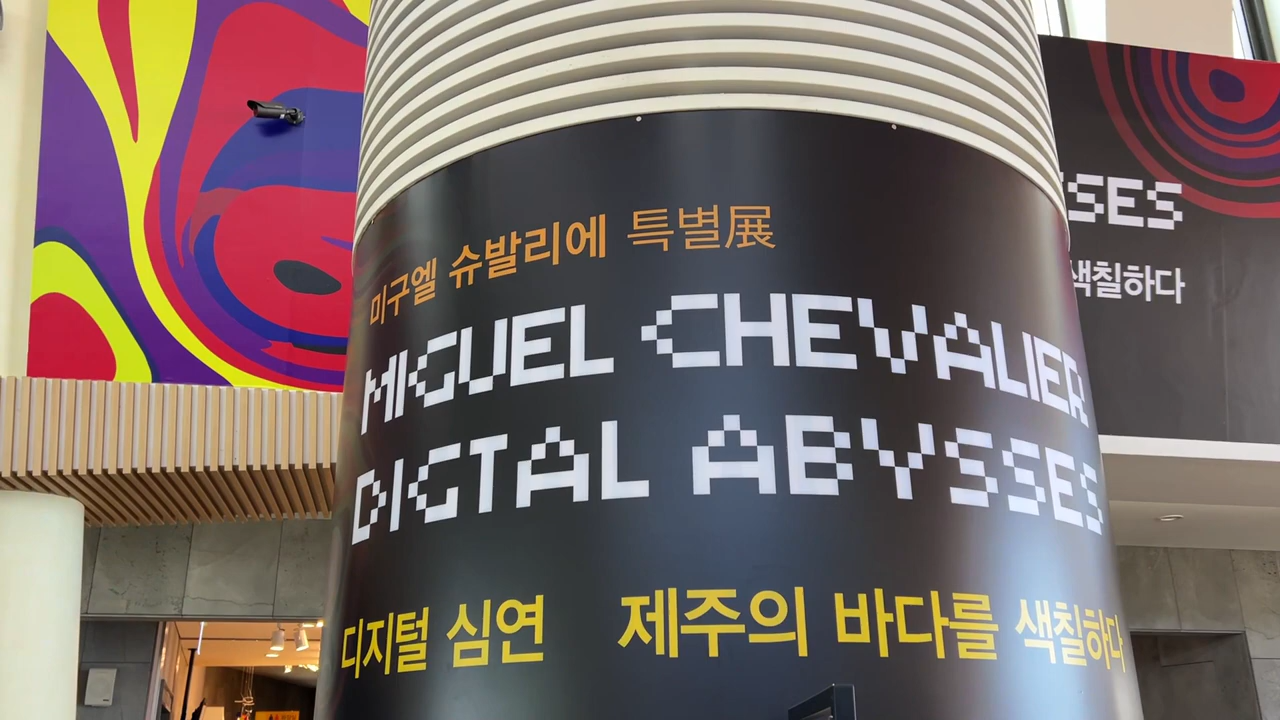 미구엘 슈발리에 특별展
MIGUEL CHEVALIER
DIGTAL ABYSSES
디지털 심연 제주의 바다를 색칠하다
SSES
색칠하다